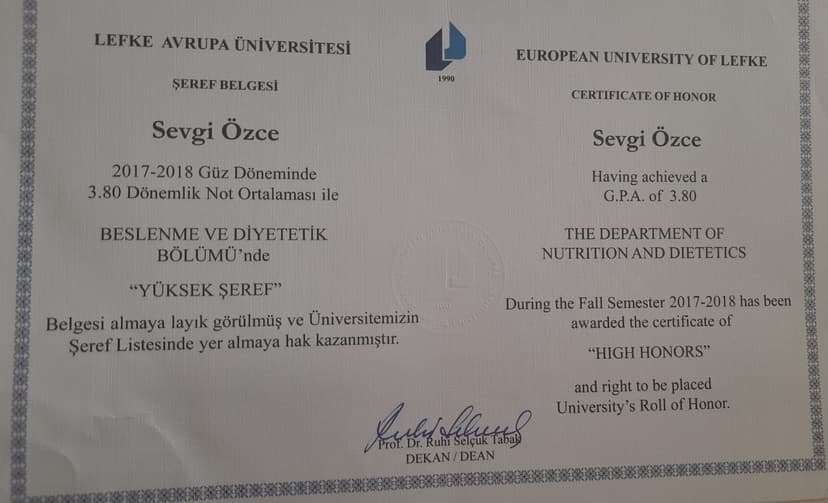 LEFKE AVRUPA ÜNİVERSİTESİ
ŞEREF BELGESİ
Sevgi Özce
2017-2018 Güz Döneminde
3.80 Dönemlik Not Ortalaması ile
BESLENME VE DİYETETİK
BÖLÜMÜ’nde
“YÜKSEK ŞEREF”
Belgesi almaya layık görülmüş ve Üniversitemizin
Şeref Listesinde yer almaya hak kazanmıştır.
1990
EUROPEAN UNIVERSITY OF LEFKE
CERTIFICATE OF HONOR
Sevgi Özce
Having achieved a
G.P.A. of 3.80
THE DEPARTMENT OF
NUTRITION AND DIETETICS
During the Fall Semester 2017-2018 has been
awarded the certificate of
“HIGH HONORS”
and right to be placed
University’s Roll of Honor.
Prof. Dr. Ruhi Selçuk Tabak
DEKAN / DEAN